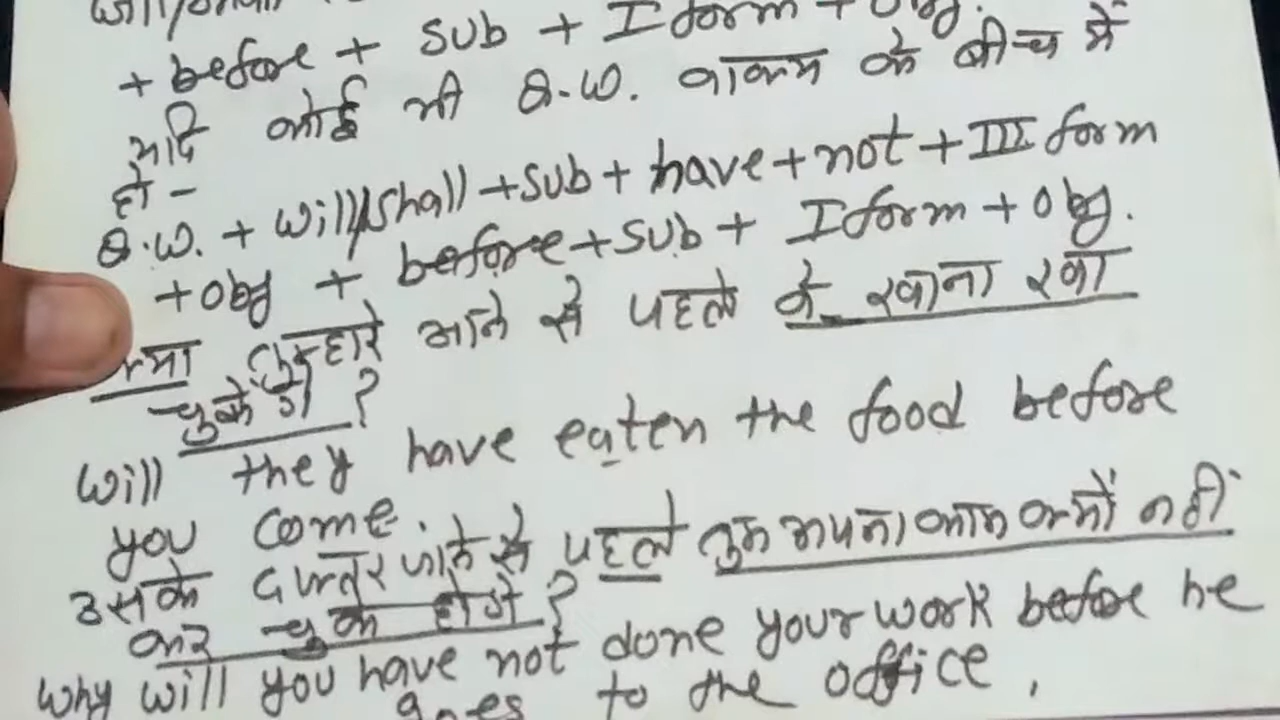 will/shall
+ before + sub + I form + obj.
यदि कोई भी Q.W. वाक्य के बीच में
हो -
Q.W. + will/shall + sub + have + not + III form
+ obj + before + sub + I form + obj.
क्या तुम्हारे आने से पहले वे खाना खा
चुकेंगे ?
will they have eaten the food before
you come.
उसके दफ्तर जाने से पहले तुम अपना काम क्यों नहीं
कर चुके होगे ?
why will you have not done your work before he
goes to the office.